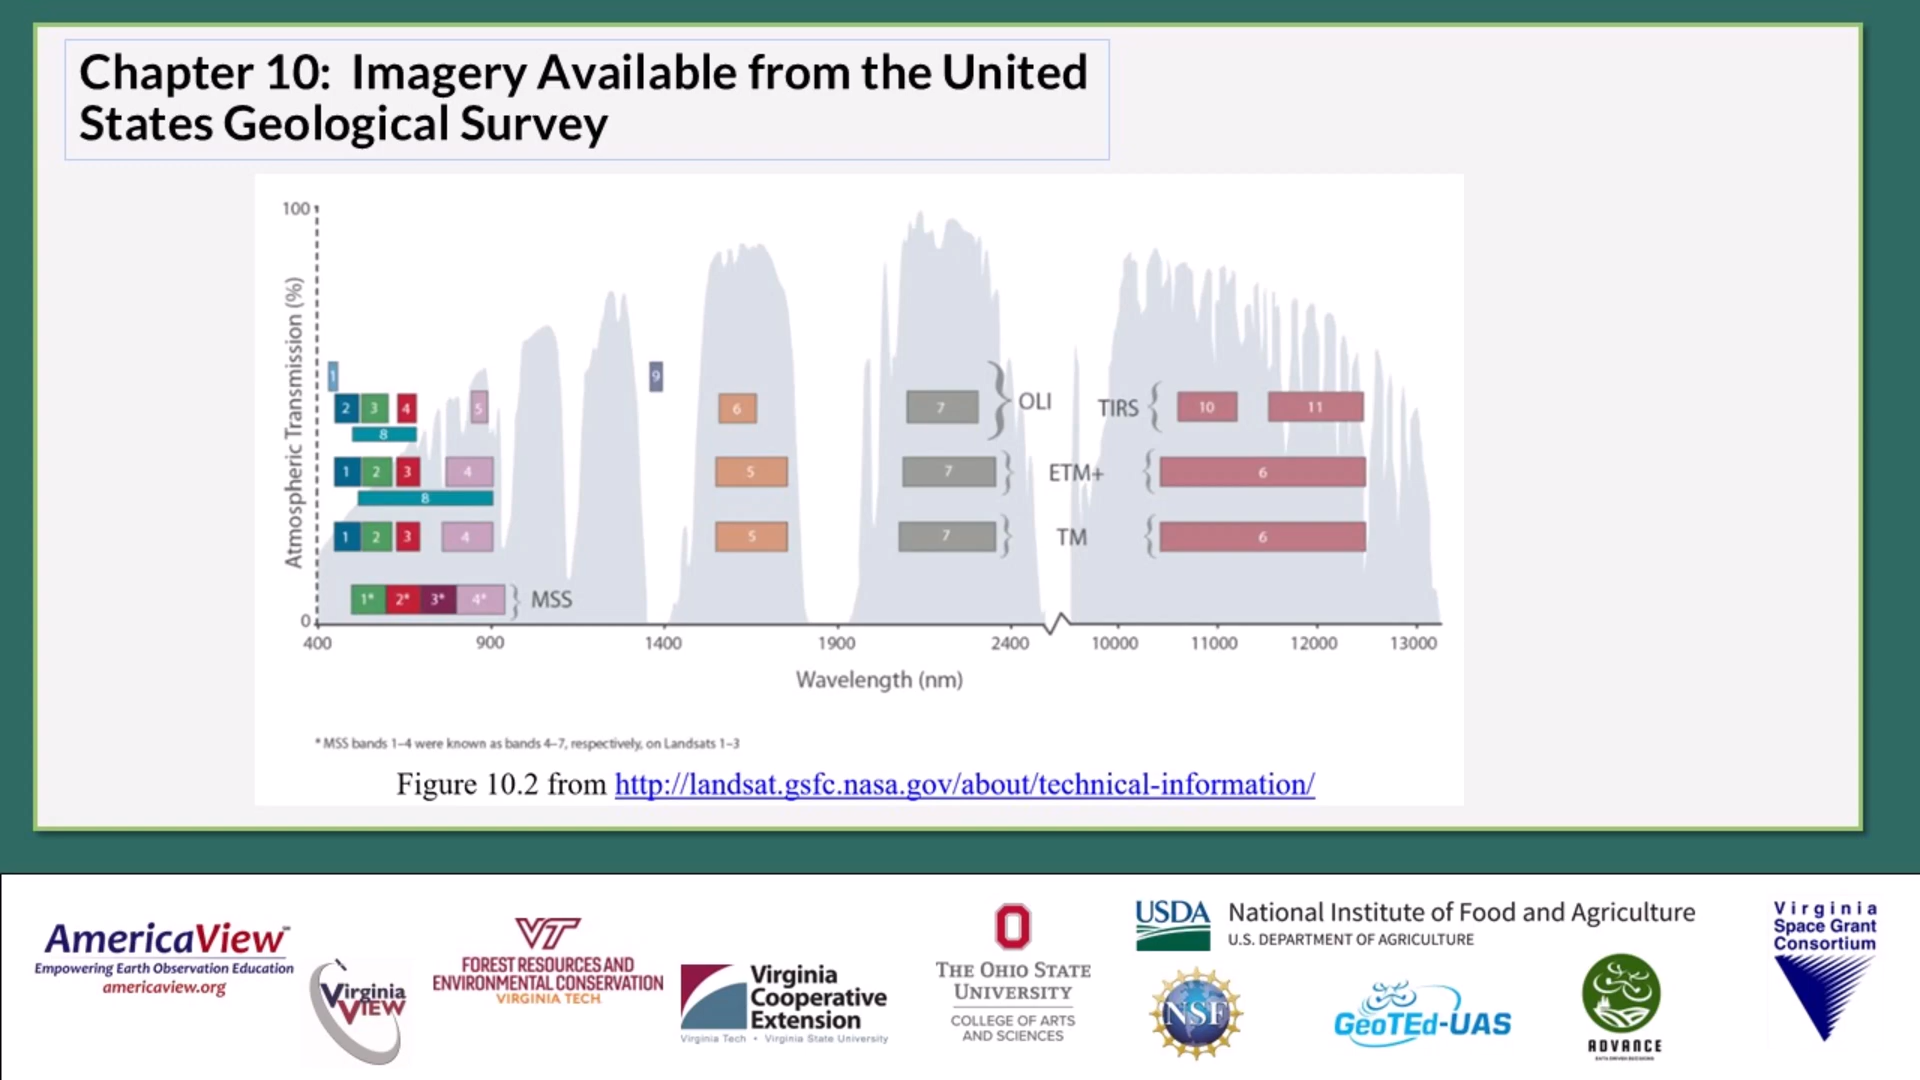 Chapter 10: Imagery Available from the United
States Geological Survey
100
Atmospheric Transmission (%)
0
1
9
2 3 4 5 6 7 OLI TIRS 10 11
8
1 2 3 4 5 7 ETM+ 6
8
1 2 3 4 5 7 TM 6
1* 2* 3* 4* MSS
400 900 1400 1900 2400 10000 11000 12000 13000
Wavelength (nm)
* MSS bands 1–4 were known as bands 4–7, respectively, on Landsats 1–3
Figure 10.2 from http://landsat.gsfc.nasa.gov/about/technical-information/
AmericaView
Empowering Earth Observation Education
americaview.org
Virginia
VIEW
VT
FOREST RESOURCES AND
ENVIRONMENTAL CONSERVATION
VIRGINIA TECH
Virginia
Cooperative
Extension
Virginia Tech • Virginia State University
THE OHIO STATE
UNIVERSITY
COLLEGE OF ARTS
AND SCIENCES
USDA
National Institute of Food and Agriculture
U.S. DEPARTMENT OF AGRICULTURE
NSF
GeoTEd-UAS
ADVANCE
Virginia
Space Grant
Consortium